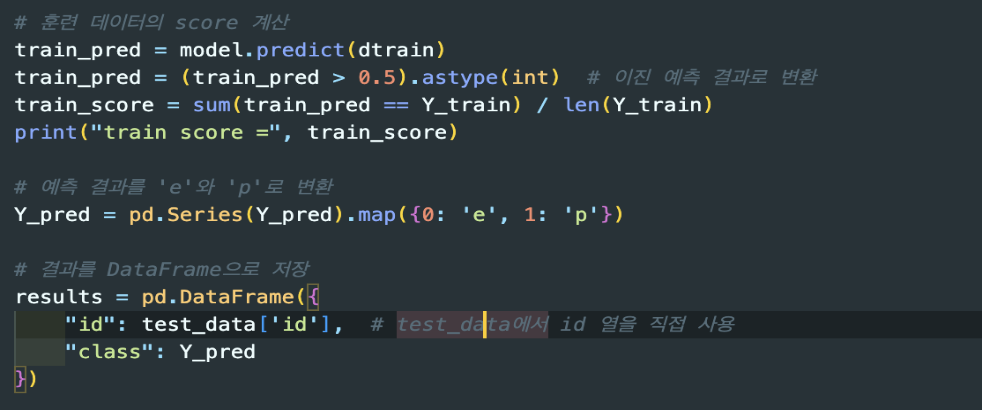 # 훈련 데이터의 score 계산
train_pred = model.predict(dtrain)
train_pred = (train_pred > 0.5).astype(int)  # 이진 예측 결과로 변환
train_score = sum(train_pred == Y_train) / len(Y_train)
print("train score =", train_score)
# 예측 결과를 'e'와 'p'로 변환
Y_pred = pd.Series(Y_pred).map({0: 'e', 1: 'p'})
# 결과를 DataFrame으로 저장
results = pd.DataFrame({
    "id": test_data['id'],  # test_data에서 id 열을 직접 사용
    "class": Y_pred
})